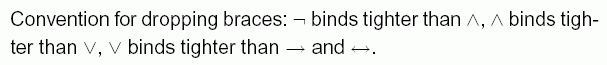 Convention for dropping braces: ¬ binds tighter than ∧, ∧ binds tigh-
ter than ∨, ∨ binds tighter than → and ↔.